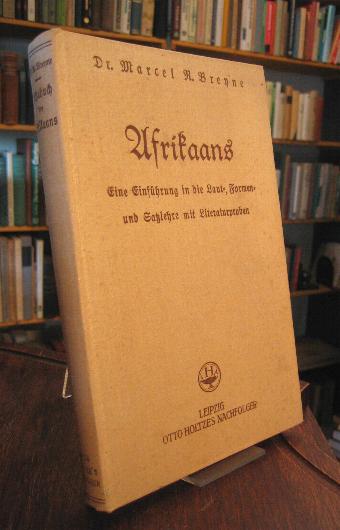 Dr. Marcel R. Breyne
Afrikaans
Eine Einführung in die Laut-, Formen-
und Satzlehre mit Literaturproben
H
LEIPZIG
OTTO HOLTZE'S NACHFOLGER